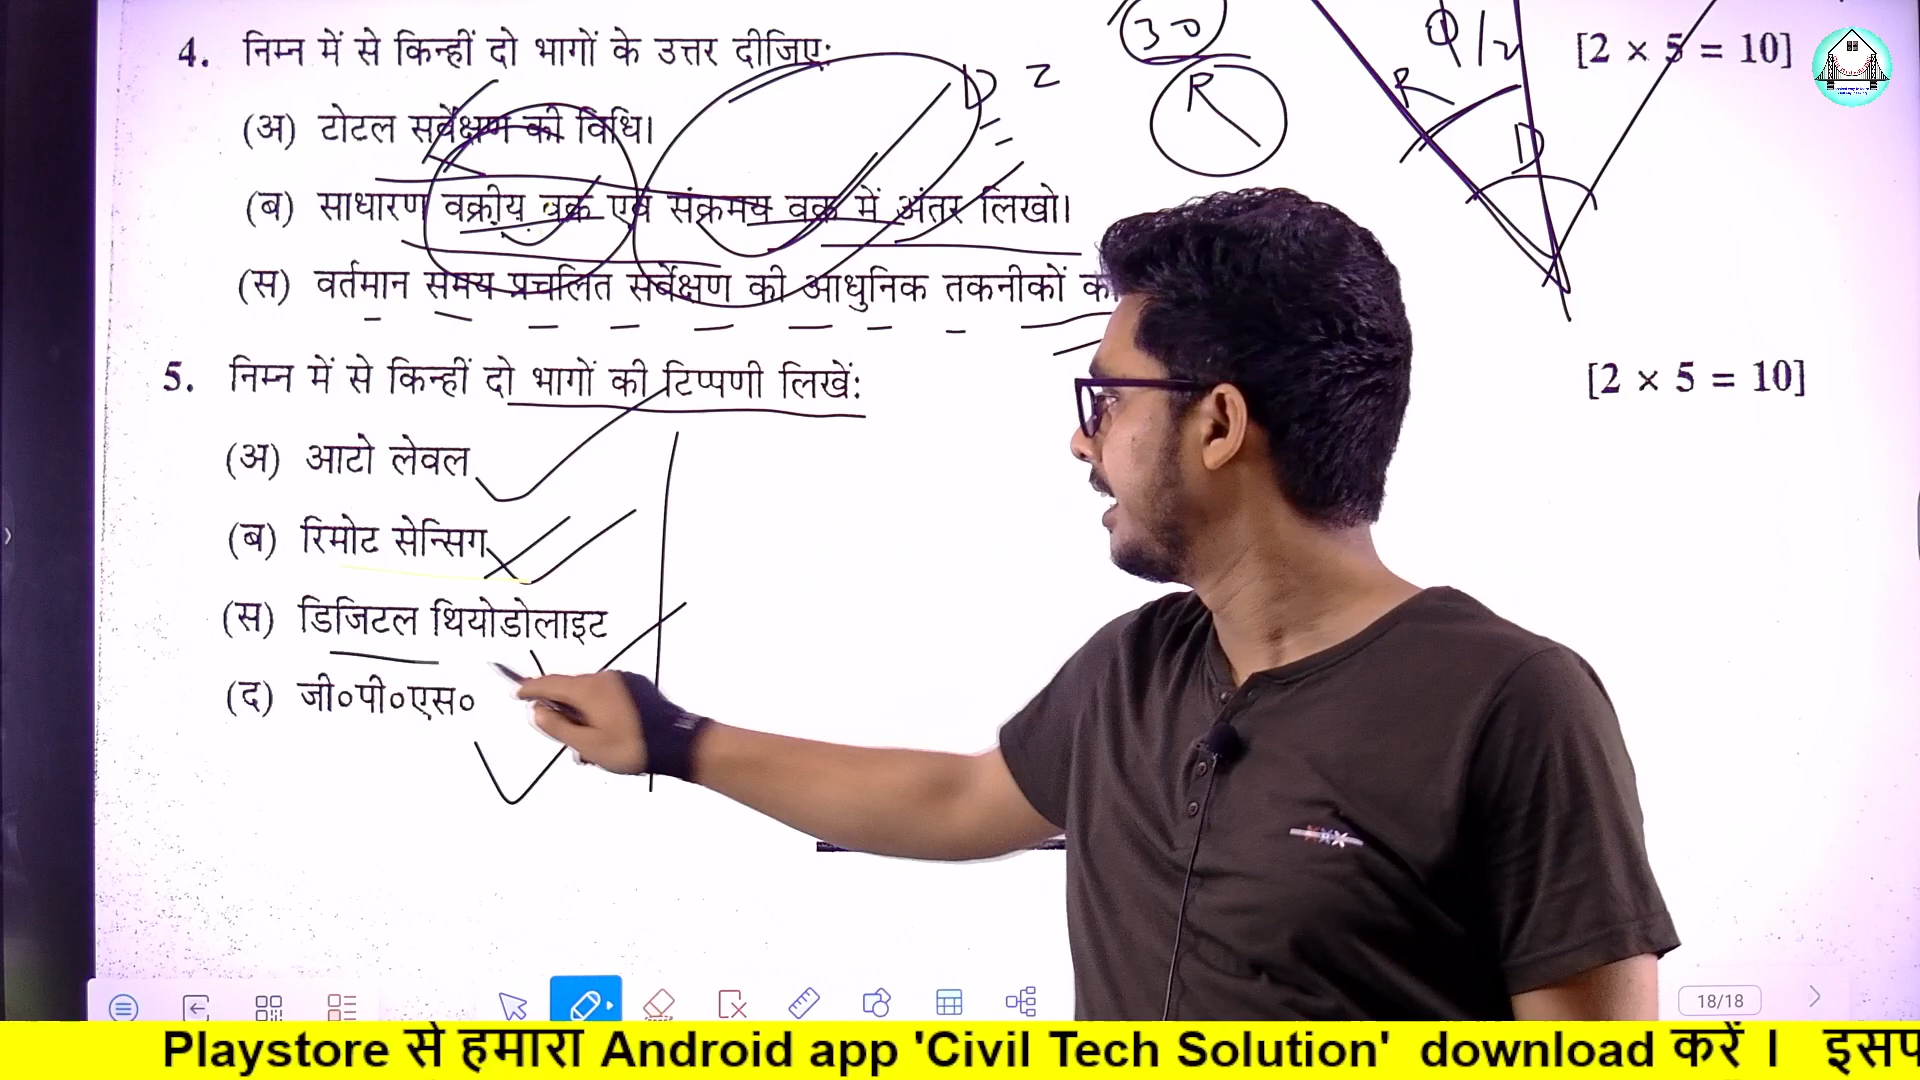 4. निम्न में से किन्हीं दो भागों के उत्तर दीजिए: [2 × 5 = 10]
(अ) टोटल सर्वेक्षण की विधि।
(ब) साधारण वक्रीय वक्र एवं संक्रमण वक्र में अंतर लिखो।
(स) वर्तमान समय प्रचलित सर्वेक्षण की आधुनिक तकनीकों
5. निम्न में से किन्हीं दो भागों की टिप्पणी लिखें: [2 × 5 = 10]
(अ) आटो लेवल
(ब) रिमोट सेन्सिग
(स) डिजिटल थियोडोलाइट
(द) जी०पी०एस०
30
R
R
D
18/18
Playstore से हमारा Android app 'Civil Tech Solution' download करें ।